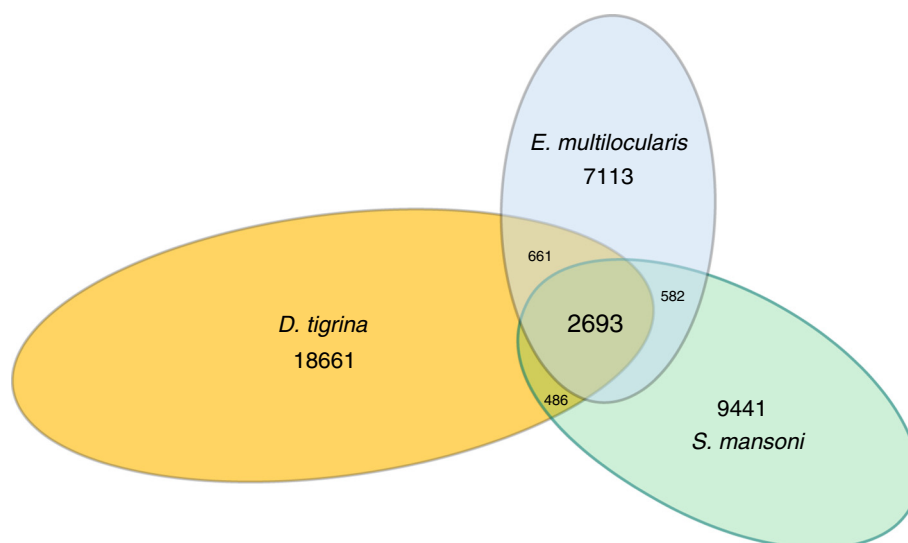 E. multilocularis
7113
661
582
D. tigrina
18661
2693
486
9441
S. mansoni